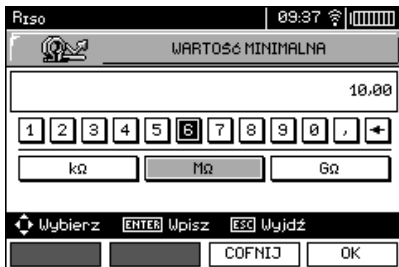 RISO 09:37
WARTOŚĆ MINIMALNA
10,00
1 2 3 4 5 6 7 8 9 0 , ←
kΩ MΩ GΩ
Wybierz ENTER Wpisz ESC Wyjdź
COFNIJ OK